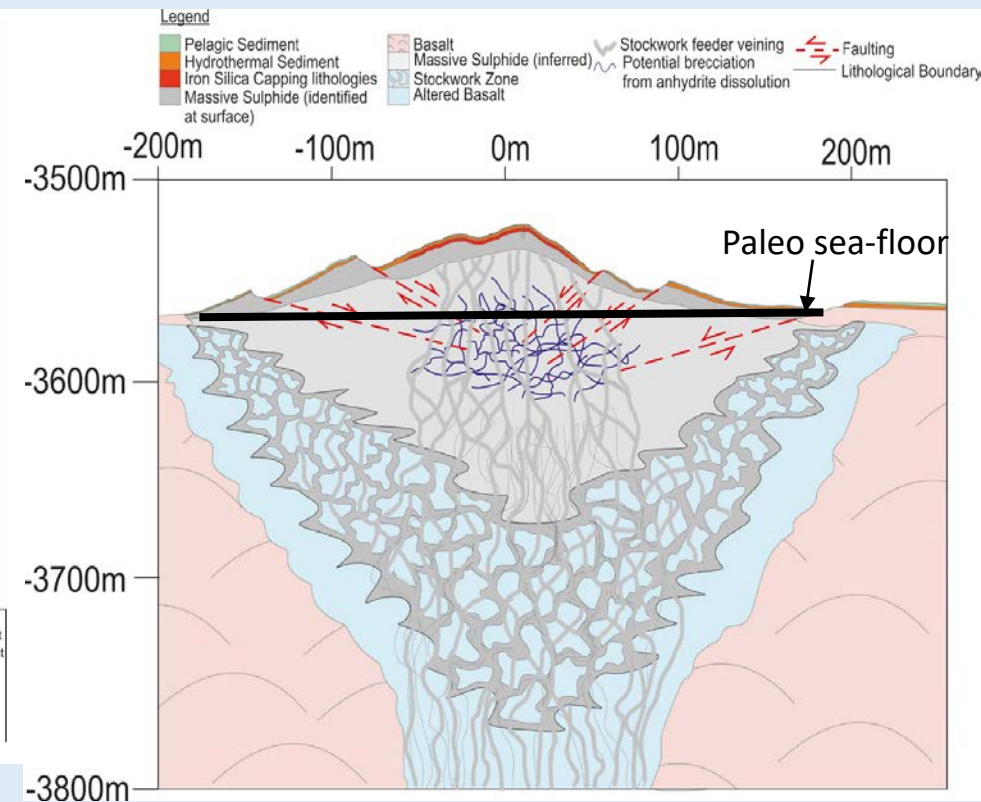 Legend
Pelagic Sediment
Hydrothermal Sediment
Iron Silica Capping lithologies
Massive Sulphide (identified
at surface)
Basalt
Massive Sulphide (inferred)
Stockwork Zone
Altered Basalt
Stockwork feeder veining
Potential brecciation
from anhydrite dissolution
Faulting
Lithological Boundary
-200m -100m 0m 100m 200m
-3500m
Paleo sea-floor
-3600m
-3700m
-3800m